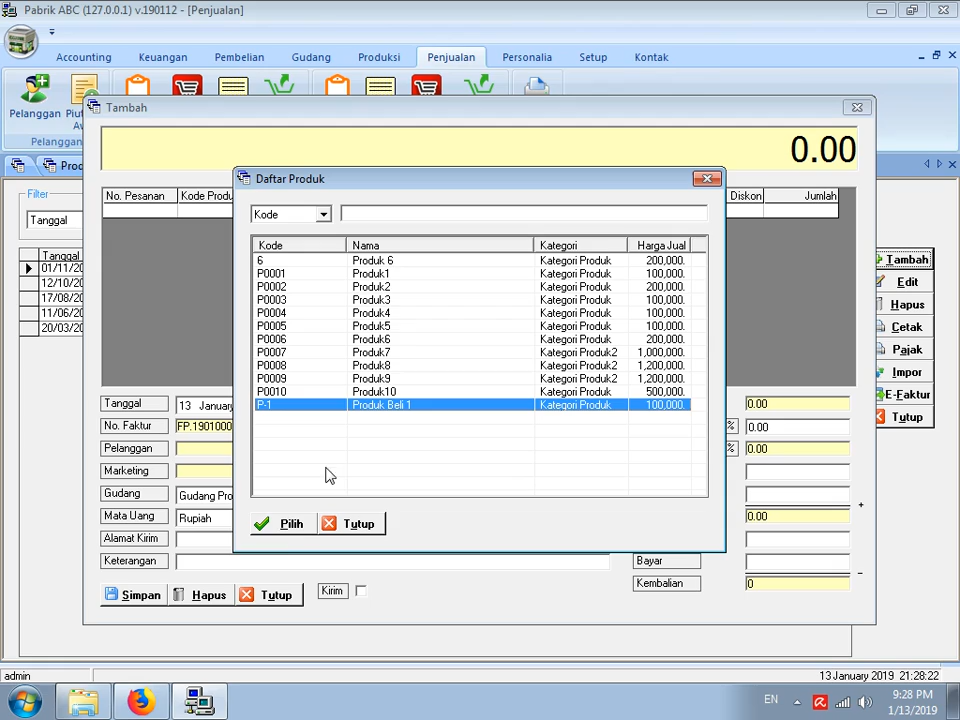 Pabrik ABC (127.0.0.1) v.190112 - [Penjualan]
Accounting Keuangan Pembelian Gudang Produksi Penjualan Personalia Setup Kontak
Pelanggan
Pelanggan
Tambah
0.00
Filter
Tanggal
Tanggal
01/11/20
12/10/20
17/08/20
11/06/20
20/03/20
No. Pesanan Kode Produ Diskon Jumlah
Daftar Produk
Kode
Kode Nama Kategori Harga Jual
6 Produk 6 Kategori Produk 200,000.
P0001 Produk1 Kategori Produk 100,000.
P0002 Produk2 Kategori Produk 200,000.
P0003 Produk3 Kategori Produk 100,000.
P0004 Produk4 Kategori Produk 100,000.
P0005 Produk5 Kategori Produk 100,000.
P0006 Produk6 Kategori Produk 200,000.
P0007 Produk7 Kategori Produk2 1,000,000.
P0008 Produk8 Kategori Produk2 1,200,000.
P0009 Produk9 Kategori Produk2 1,200,000.
P0010 Produk10 Kategori Produk 500,000.
P-1 Produk Beli 1 Kategori Produk 100,000.
Pilih Tutup
Tambah
Edit
Hapus
Cetak
Pajak
Impor
E-Faktur
Tutup
Tanggal 13 January 0.00
No. Faktur FP.1901000 % 0.00
Pelanggan % 0.00
Marketing
Gudang Gudang Pro +
Mata Uang Rupiah 0.00
Alamat Kirim
Keterangan Bayar -
Kembalian 0
Simpan Hapus Tutup Kirim
admin 13 January 2019 21:28:22
EN 9:28 PM
1/13/2019